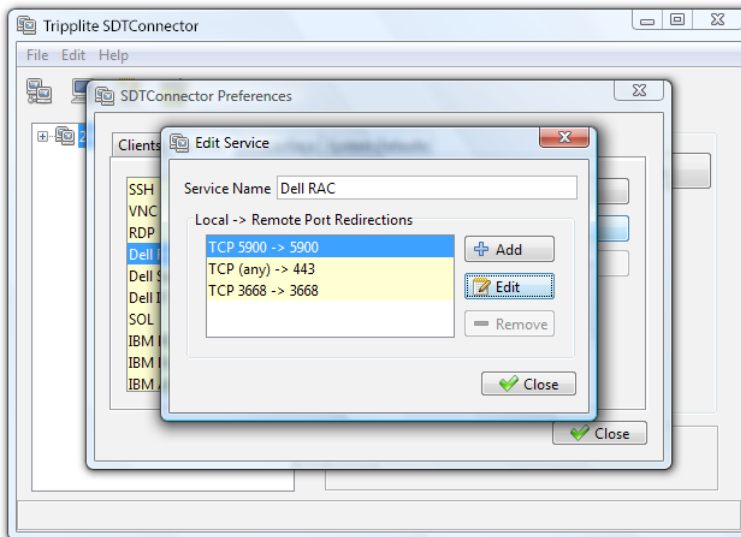 Tripplite SDTConnector
File Edit Help
SDTConnector Preferences
Clients
Edit Service
Service Name Dell RAC
Local -> Remote Port Redirections
TCP 5900 -> 5900
TCP (any) -> 443
TCP 3668 -> 3668
Add
Edit
Remove
Close
SSH
VNC
RDP
Dell
Dell
Dell
SOL
IBM
IBM
IBM
Close